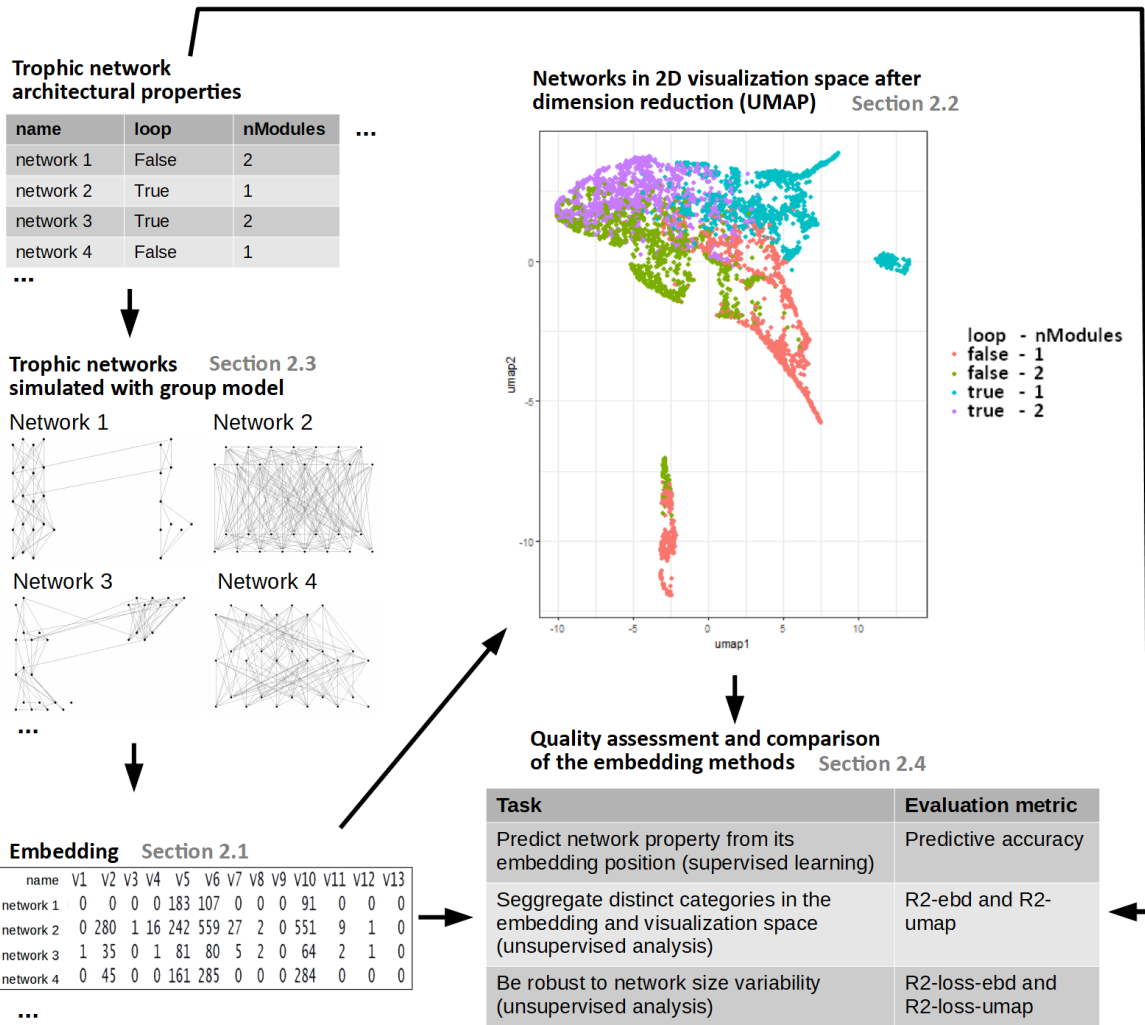 Trophic network
architectural properties
name loop nModules ...
network 1 False 2
network 2 True 1
network 3 True 2
network 4 False 1
...
Trophic networks Section 2.3
simulated with group model
Network 1 Network 2
Network 3 Network 4
...
Embedding Section 2.1
name V1 V2 V3 V4 V5 V6 V7 V8 V9 V10 V11 V12 V13
network 1 0 0 0 0 183 107 0 0 0 91 0 0 0
network 2 0 280 1 16 242 559 27 2 0 551 9 1 0
network 3 1 35 0 1 81 80 5 2 0 64 2 1 0
network 4 0 45 0 0 161 285 0 0 0 284 0 0 0
...
Networks in 2D visualization space after
dimension reduction (UMAP) Section 2.2
0
-5
-10
umap2
-10 -5 0 5 10
umap1
loop - nModules
false - 1
false - 2
true - 1
true - 2
Quality assessment and comparison
of the embedding methods Section 2.4
Task Evaluation metric
Predict network property from its Predictive accuracy
embedding position (supervised learning)
Seggregate distinct categories in the R2-ebd and R2-
embedding and visualization space umap
(unsupervised analysis)
Be robust to network size variability R2-loss-ebd and
(unsupervised analysis) R2-loss-umap